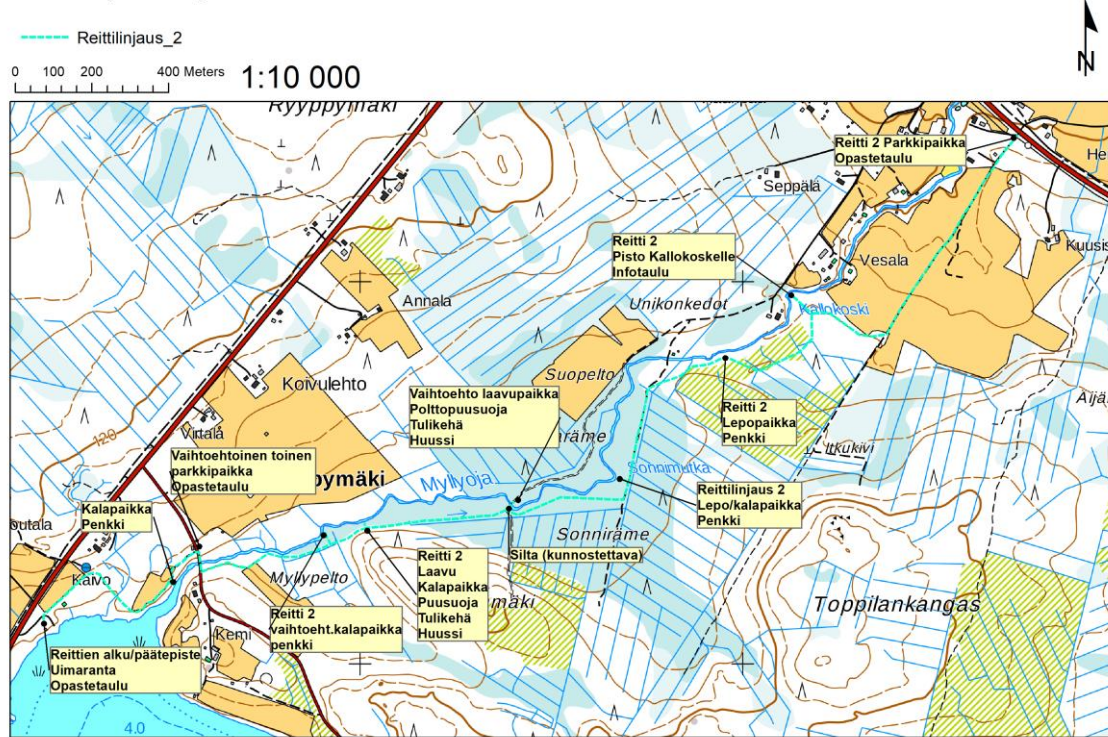 Reittilinjaus_2
0 100 200 400 Meters
1:10 000
N
Ryyppymäki
Reitti 2 Parkkipaikka
Opastetaulu
He
Seppälä
Kuusis
Reitti 2
Pisto Kallokoskelle
Infotaulu
Vesala
Annala
Unikonkedot
Kallokoski
Koivulehto
Suopelto
Vaihtoehto laavupaikka
Polttopuusuoja
Tulikehä
Huussi
Reitti 2
Lepopaikka
Penkki
Äijä
120
Virtala
räme
Itkukivi
Vaihtoehtoinen toinen
parkkipaikka
Opastetaulu
pymäki
Myllyoja
Sonnimutka
Kalapaikka
Penkki
Reittilinjaus 2
Lepo/kalapaikka
Penkki
outala
Sonniräme
Silta (kunnostettava)
Kaivo
Myllypelto
Reitti 2
Laavu
Kalapaikka
Puusuoja
Tulikehä
Huussi
mäki
Toppilankangas
Reitti 2
vaihtoeht.kalapaikka
penkki
Kemi
Reittien alku/päätepiste
Uimaranta
Opastetaulu
4.0